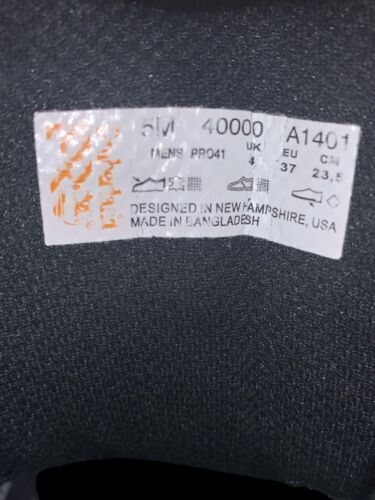 5M 40000 A1401
UK EU CM
MENS PRO41 4 37 23,5
DESIGNED IN NEW HAMPSHIRE, USA
MADE IN BANGLADESH